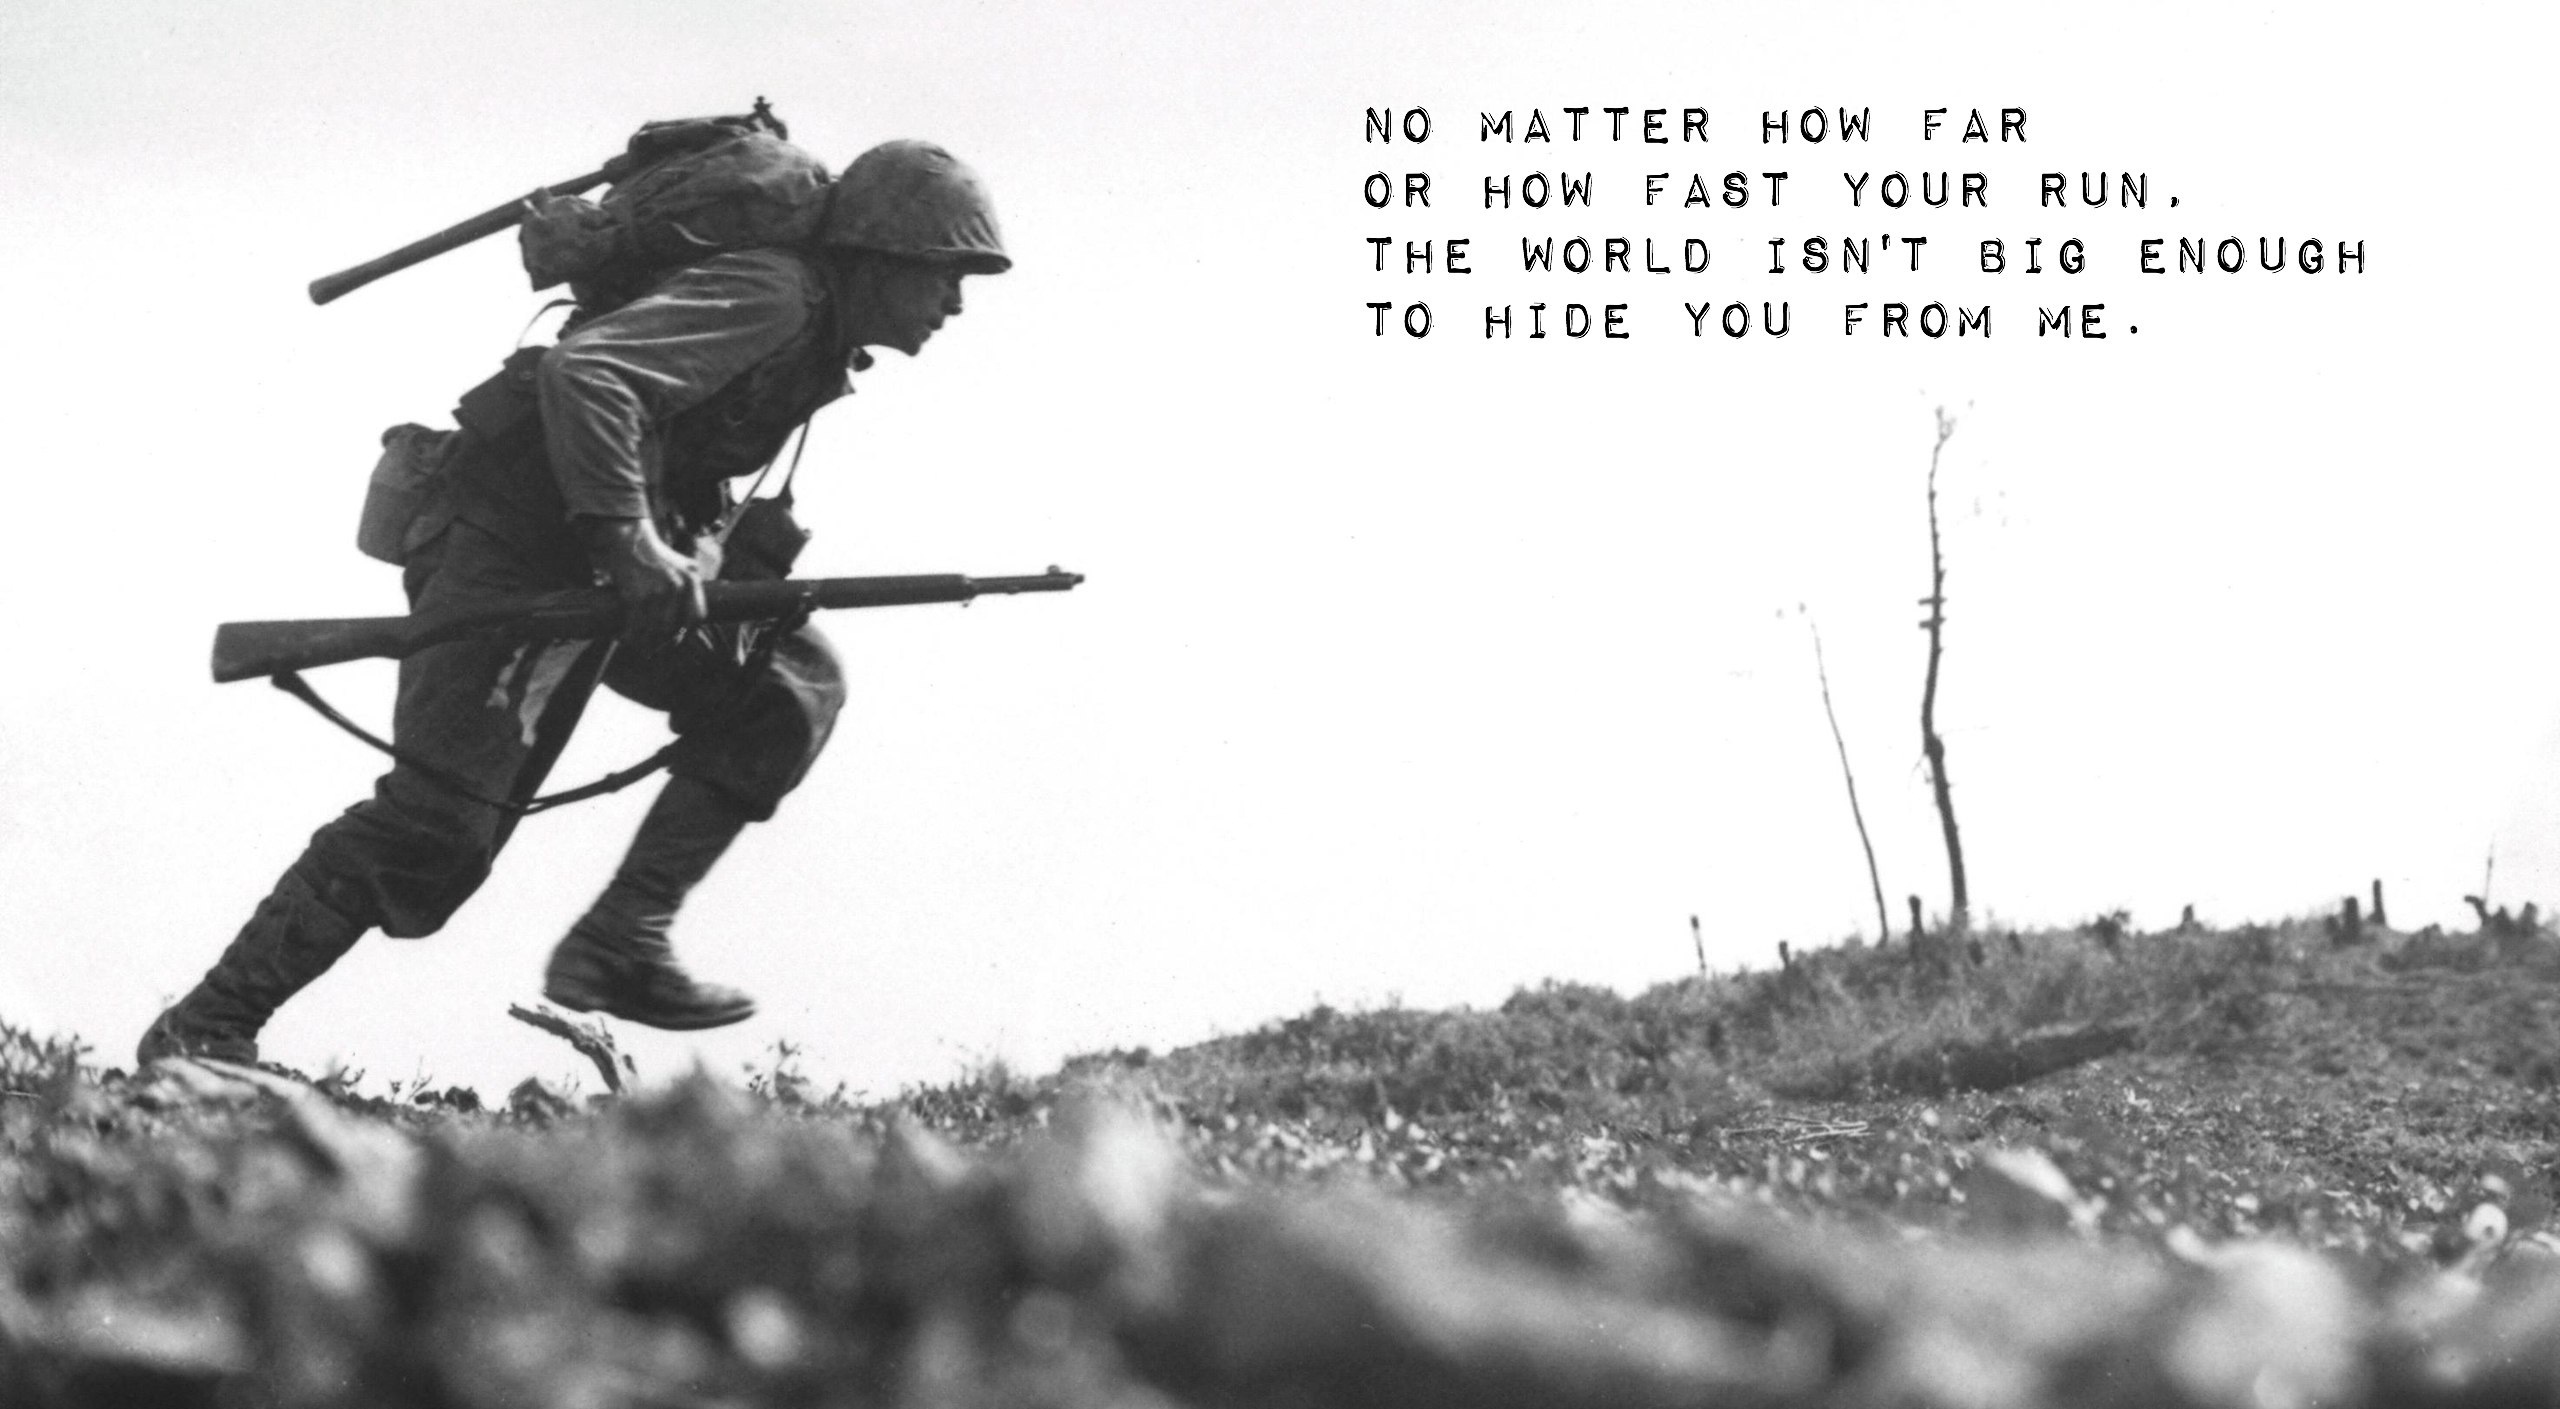 NO MATTER HOW FAR
OR HOW FAST YOUR RUN,
THE WORLD ISN'T BIG ENOUGH
TO HIDE YOU FROM ME.